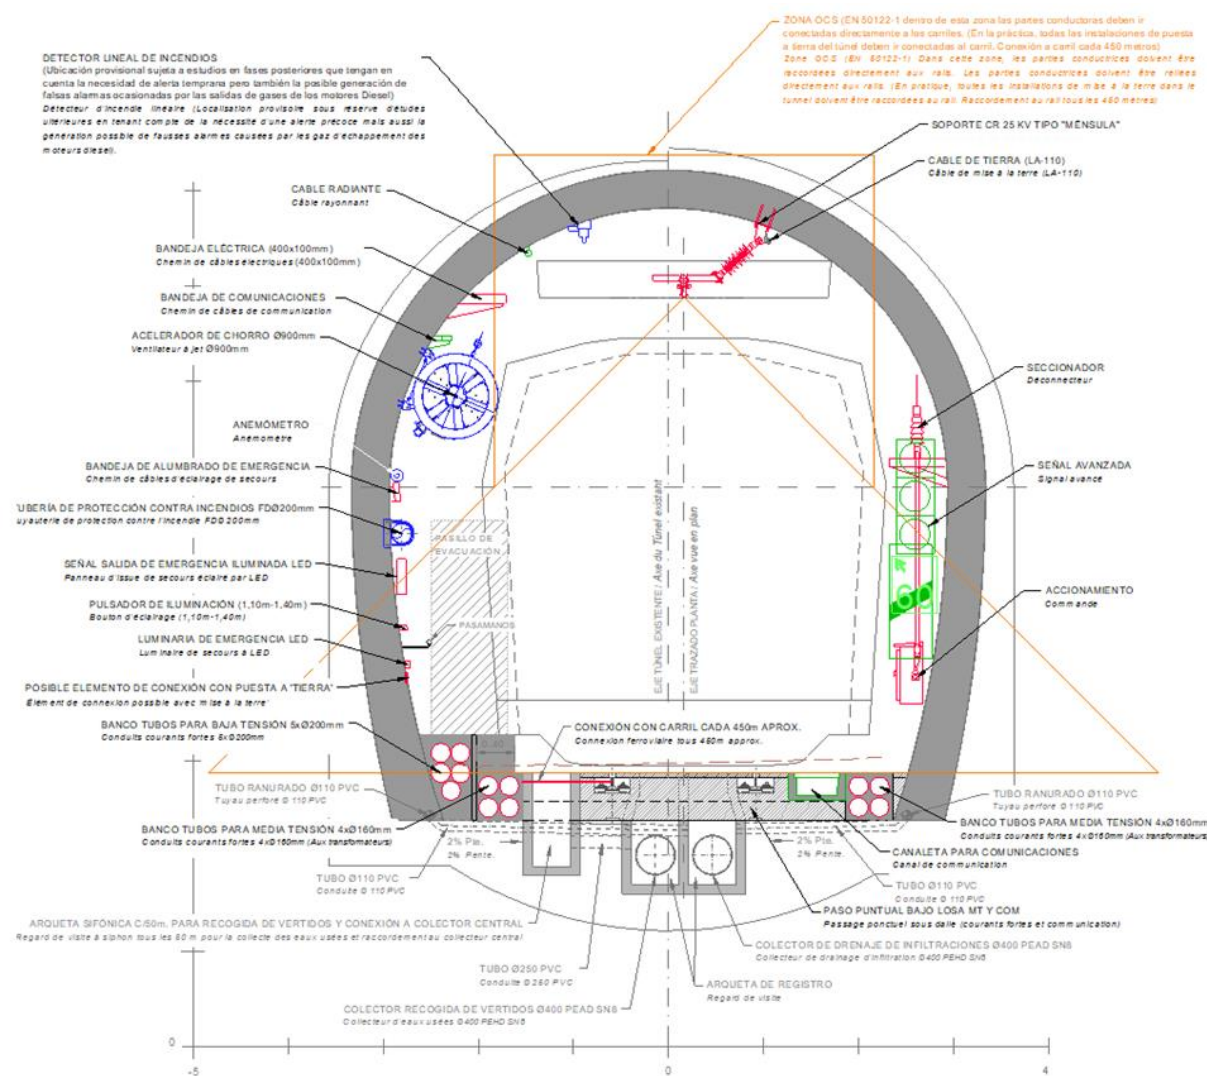 ZONA OCS (EN 50122-1 dentro de esta zona las partes conductoras deben ir
conectadas directamente a los carriles. (En la práctica, todas las instalaciones de puesta
a tierra del túnel deben ir conectadas al carril. Conexión a carril cada 450 metros)
Zone OCS (EN 50122-1) Dans cette zone, les parties conductrices doivent être
raccordées directement aux rails. Les parties conductrices doivent être reliées
directement aux rails. (En pratique, toutes les installations de mise à la terre dans le
tunnel doivent être raccordées au rail. Raccordement au rail tous les 450 mètres)
DETECTOR LINEAL DE INCENDIOS
(Ubicación provisional sujeta a estudios en fases posteriores que tengan en
cuenta la necesidad de alerta temprana pero también la posible generación de
falsas alarmas ocasionadas por las salidas de gases de los motores Diesel)
Détecteur d'incendie linéaire (Localisation provisoire sous réserve d'études
ultérieures en tenant compte de la nécessité d'une alerte précoce mais aussi la
génération possible de fausses alarmes causées par les gaz d'échappement des
moteurs diesel).
SOPORTE CR 25 KV TIPO "MÉNSULA"
CABLE DE TIERRA (LA-110)
Câble de mise à la terre (LA-110)
CABLE RADIANTE
Câble rayonnant
BANDEJA ELÉCTRICA (400x100mm)
Chemin de câbles électriques (400x100mm)
BANDEJA DE COMUNICACIONES
Chemin de câbles de communication
ACELERADOR DE CHORRO Ø900mm
Ventilateur à jet Ø900mm
SECCIONADOR
Déconnecteur
ANEMÓMETRO
Anémomètre
BANDEJA DE ALUMBRADO DE EMERGENCIA
Chemin de câbles d'éclairage de secours
SEÑAL AVANZADA
Signal avancé
UBERÍA DE PROTECCIÓN CONTRA INCENDIOS FDØ200mm
uyauterie de protection contre l'incendie FDØ 200mm
PASILLO DE
EVACUACIÓN
SEÑAL SALIDA DE EMERGENCIA ILUMINADA LED
Panneau d'issue de secours éclairé par LED
60
ACCIONAMIENTO
Commande
PULSADOR DE ILUMINACIÓN (1,10m-1,40m)
Bouton d'éclairage (1,10m-1,40m)
PASAMANOS
LUMINARIA DE EMERGENCIA LED
Luminaire de secours à LED
EJE TÚNEL EXISTENTE / Axe du Túnel existant
EJE TRAZADO PLANTA / Axe vue en plan
POSIBLE ELEMENTO DE CONEXIÓN CON PUESTA A 'TIERRA'
Élément de connexion possible avec 'mise à la terre'
BANCO TUBOS PARA BAJA TENSIÓN 5xØ200mm
Conduits courants fortes 5xØ200mm
CONEXIÓN CON CARRIL CADA 450m APROX.
Connexion ferroviaire tous 450m approx.
0.40
TUBO RANURADO Ø110 PVC
Tuyau perforé Ø 110 PVC
TUBO RANURADO Ø110 PVC
Tuyau perforé Ø 110 PVC
BANCO TUBOS PARA MEDIA TENSIÓN 4xØ160mm
Conduits courants fortes 4xØ160mm (Aux transformateurs)
BANCO TUBOS PARA MEDIA TENSIÓN 4xØ160mm
Conduits courants fortes 4xØ160mm (Aux transformateurs)
2% Pte.
2% Pente.
2% Pte.
2% Pente.
CANALETA PARA COMUNICACIONES
Canal de communication
TUBO Ø110 PVC
Conduite Ø 110 PVC
TUBO Ø110 PVC
Conduite Ø 110 PVC
ARQUETA SIFÓNICA C/50m. PARA RECOGIDA DE VERTIDOS Y CONEXIÓN A COLECTOR CENTRAL
Regard de visite à siphon tous les 50 m pour la collecte des eaux usées et raccordement au collecteur central
PASO PUNTUAL BAJO LOSA MT Y COM
Passage ponctuel sous dalle (courants fortes et communication)
COLECTOR DE DRENAJE DE INFILTRACIONES Ø400 PEAD SN8
Collecteur de drainage d'infiltration Ø400 PEHD SN8
TUBO Ø250 PVC
Conduite Ø 250 PVC
ARQUETA DE REGISTRO
Regard de visite
COLECTOR RECOGIDA DE VERTIDOS Ø400 PEAD SN8
Collecteur d'eaux usées Ø400 PEHD SN8
0
-5 0 4